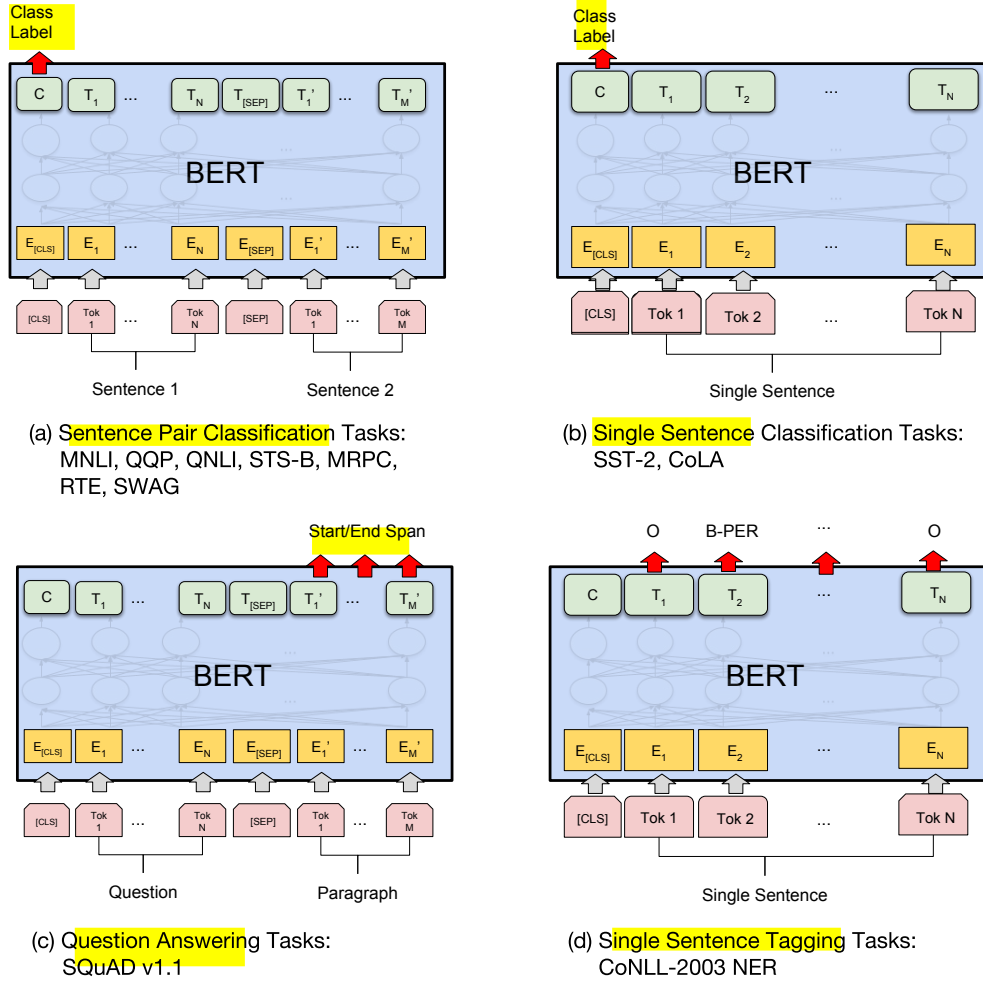 Class
Label
C T1 ... TN T[SEP] T1' ... TM'
...
...
BERT
E[CLS] E1 ... EN E[SEP] E1' ... EM'
[CLS] Tok 1 ... Tok N [SEP] Tok 1 ... Tok M
Sentence 1 Sentence 2
(a) Sentence Pair Classification Tasks:
MNLI, QQP, QNLI, STS-B, MRPC,
RTE, SWAG
Class
Label
C T1 T2 ... TN
...
...
BERT
E[CLS] E1 E2 ... EN
[CLS] Tok 1 Tok 2 ... Tok N
Single Sentence
(b) Single Sentence Classification Tasks:
SST-2, CoLA
Start/End Span
C T1 ... TN T[SEP] T1' ... TM'
...
...
BERT
E[CLS] E1 ... EN E[SEP] E1' ... EM'
[CLS] Tok 1 ... Tok N [SEP] Tok 1 ... Tok M
Question Paragraph
(c) Question Answering Tasks:
SQuAD v1.1
O B-PER ... O
C T1 T2 ... TN
...
...
BERT
E[CLS] E1 E2 ... EN
[CLS] Tok 1 Tok 2 ... Tok N
Single Sentence
(d) Single Sentence Tagging Tasks:
CoNLL-2003 NER